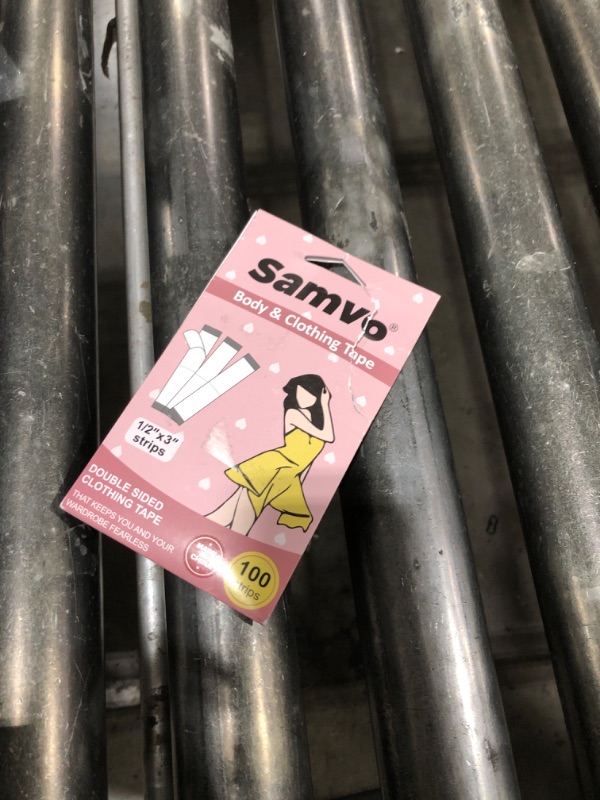 Samvo®
Body & Clothing Tape
1/2"x3"
strips
DOUBLE SIDED
CLOTHING TAPE
THAT KEEPS YOU AND YOUR
WARDROBE FEARLESS
100
strips